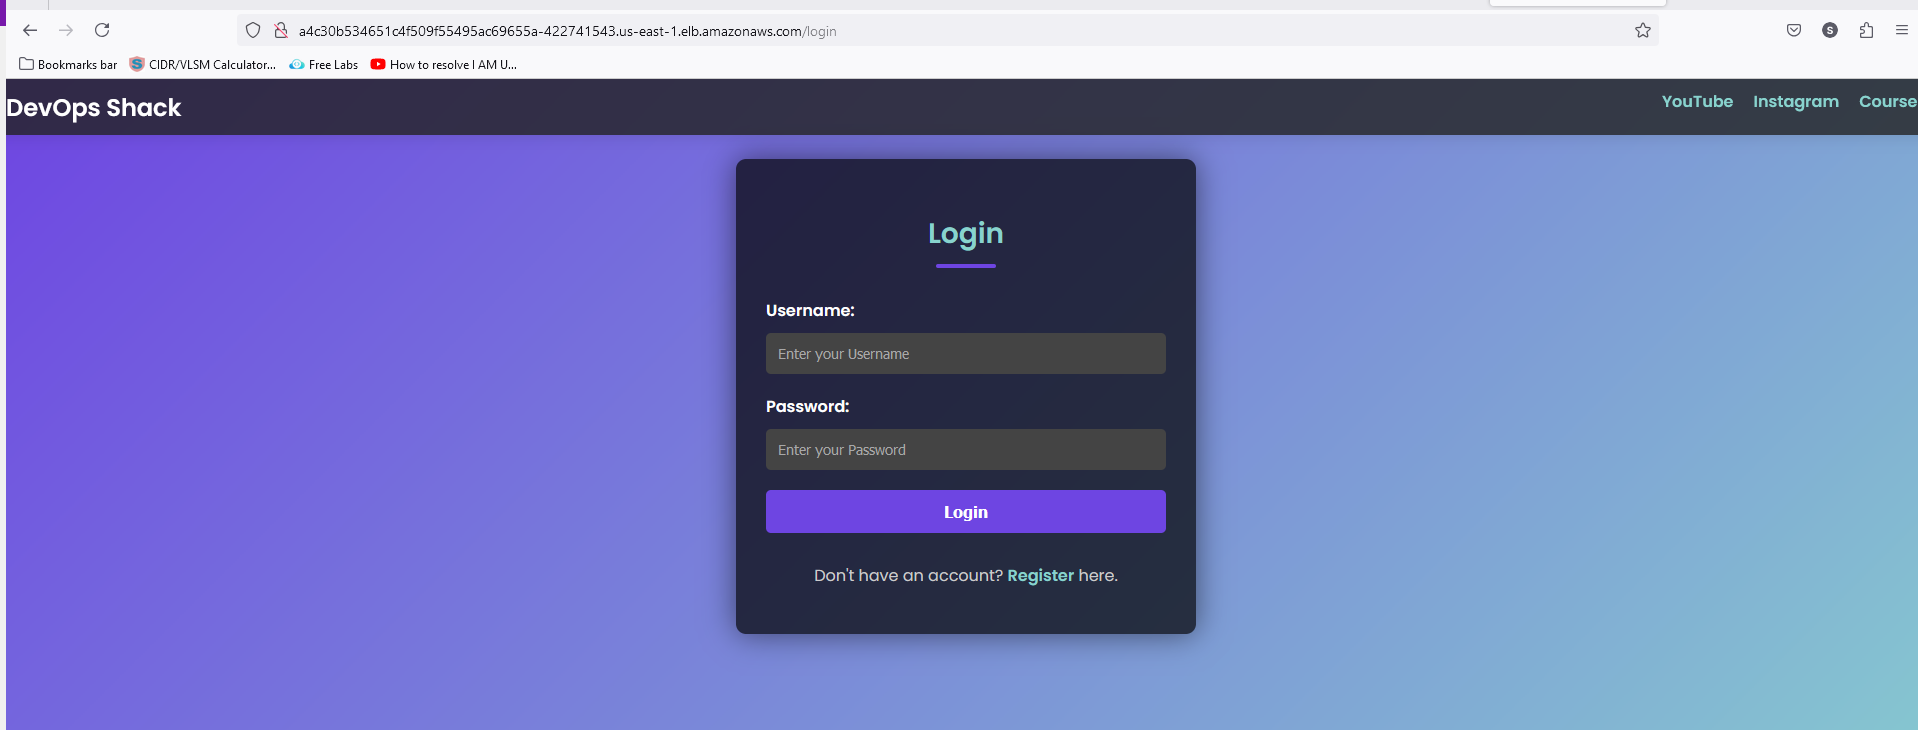 a4c30b534651c4f509f55495ac69655a-422741543.us-east-1.elb.amazonaws.com/login
S
Bookmarks bar
CIDR/VLSM Calculator...
Free Labs
How to resolve I AM U...
DevOps Shack
YouTube
Instagram
Course
Login
Username:
Enter your Username
Password:
Enter your Password
Login
Don't have an account? Register here.